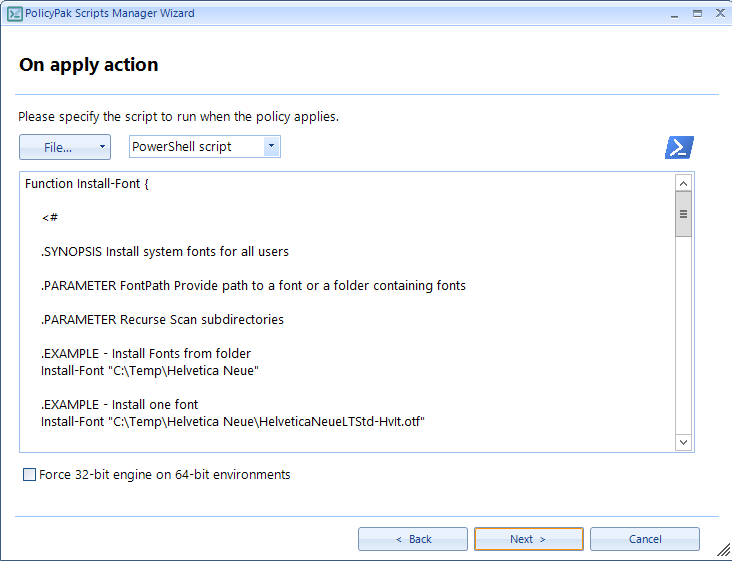 PolicyPak Scripts Manager Wizard
On apply action
Please specify the script to run when the policy applies.
File...
PowerShell script
Function Install-Font {
<#
.SYNOPSIS Install system fonts for all users
.PARAMETER FontPath Provide path to a font or a folder containing fonts
.PARAMETER Recurse Scan subdirectories
.EXAMPLE - Install Fonts from folder
Install-Font "C:\Temp\Helvetica Neue"
.EXAMPLE - Install one font
Install-Font "C:\Temp\Helvetica Neue\HelveticaNeueLTStd-HvIt.otf"
Force 32-bit engine on 64-bit environments
< Back
Next >
Cancel